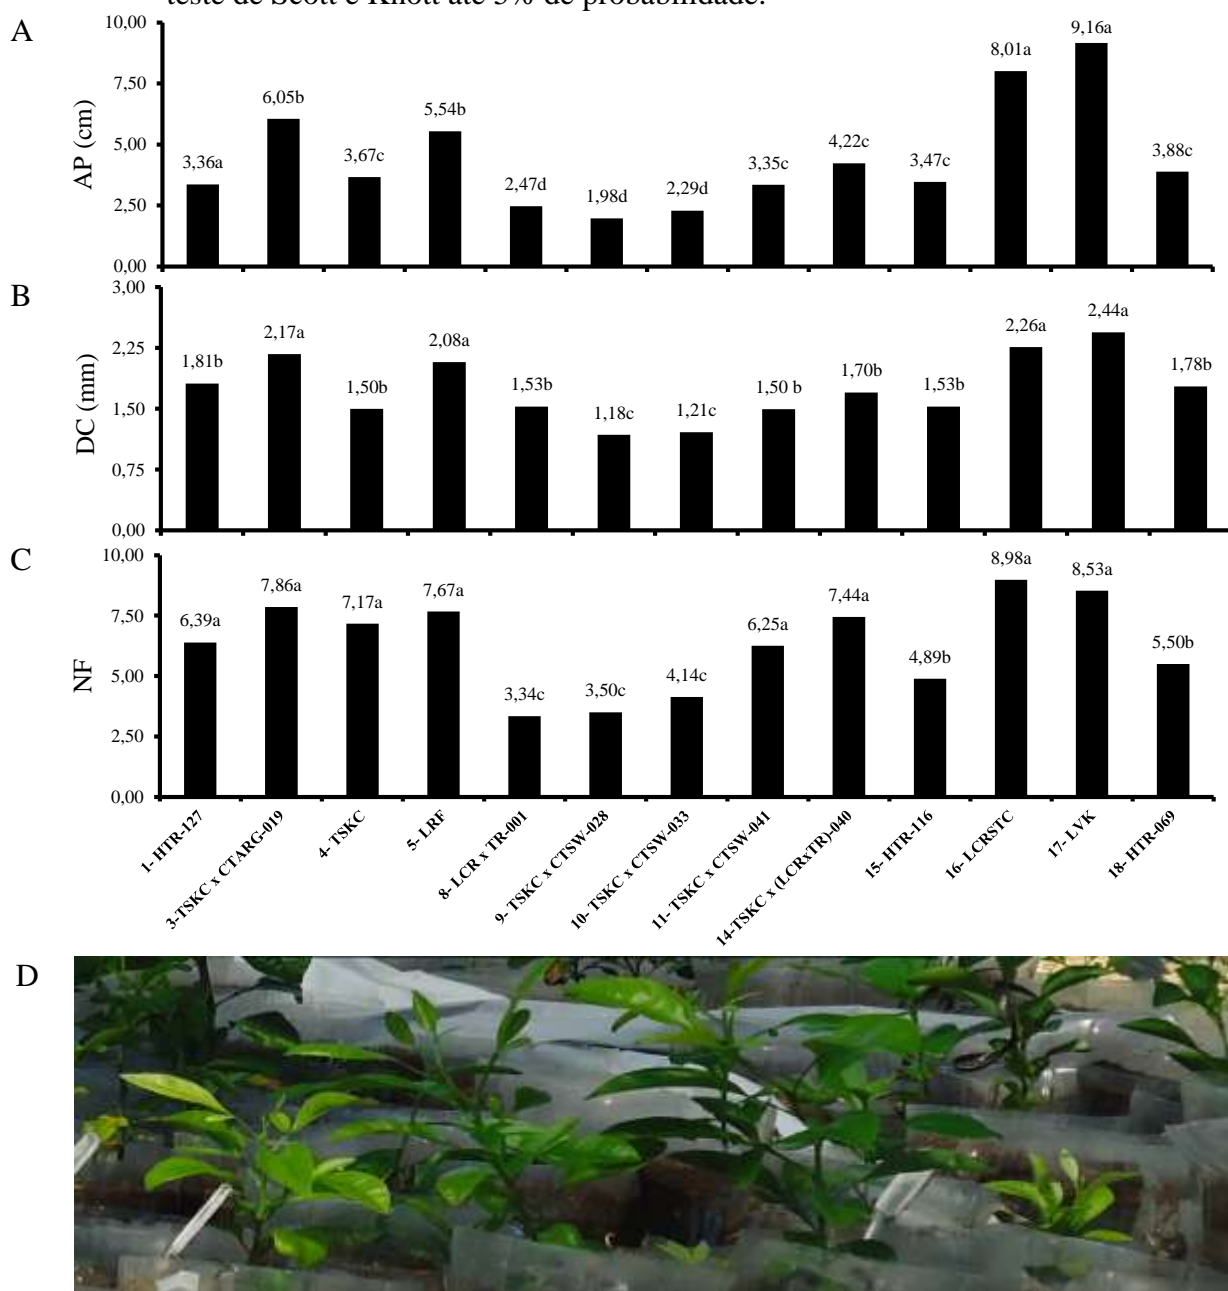 teste de Scott e Knott até 5% de probabilidade.
A
AP (cm)
10,00
7,50
5,00
2,50
0,00
3,36a
6,05b
3,67c
5,54b
2,47d
1,98d
2,29d
3,35c
4,22c
3,47c
8,01a
9,16a
3,88c
B
DC (mm)
3,00
2,25
1,50
0,75
0,00
1,81b
2,17a
1,50b
2,08a
1,53b
1,18c
1,21c
1,50 b
1,70b
1,53b
2,26a
2,44a
1,78b
C
NF
10,00
7,50
5,00
2,50
0,00
6,39a
7,86a
7,17a
7,67a
3,34c
3,50c
4,14c
6,25a
7,44a
4,89b
8,98a
8,53a
5,50b
1- HTR-127
3-TSKC x CTARG-019
4- TSKC
5- LRF
8- LCR x TR-001
9- TSKC x CTSW-028
10- TSKC x CTSW-033
11- TSKC x CTSW-041
14-TSKC x (LCRxTR)-040
15- HTR-116
16- LCRSTC
17- LVK
18- HTR-069
D